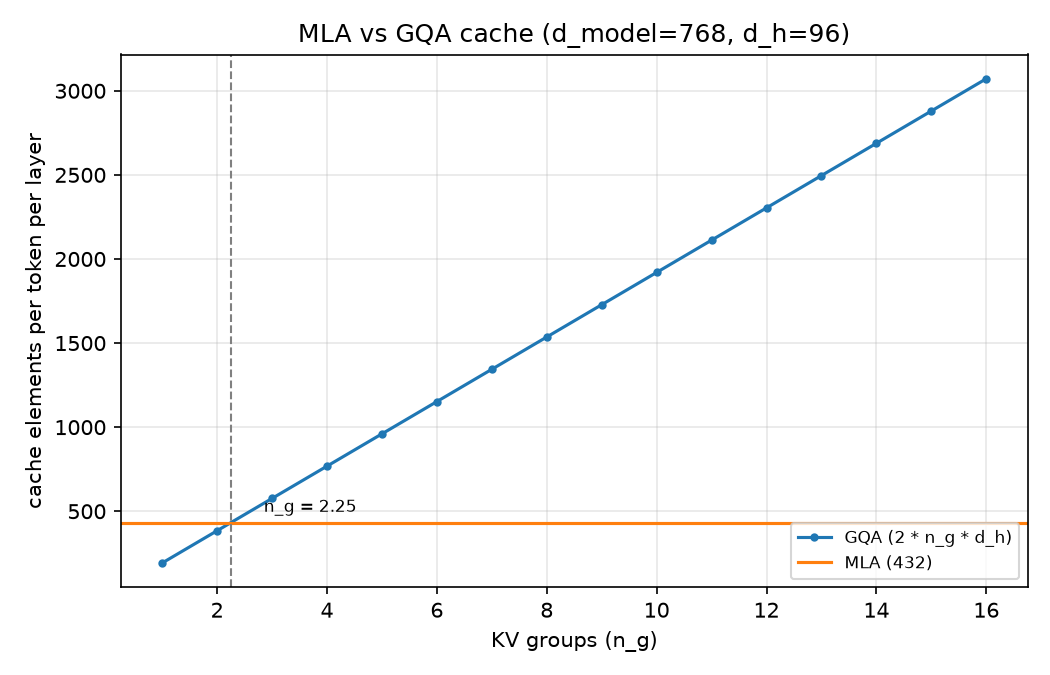 MLA vs GQA cache (d_model=768, d_h=96)
cache elements per token per layer
3000
2500
2000
1500
1000
500
n_g = 2.25
GQA (2 * n_g * d_h)
MLA (432)
2 4 6 8 10 12 14 16
KV groups (n_g)